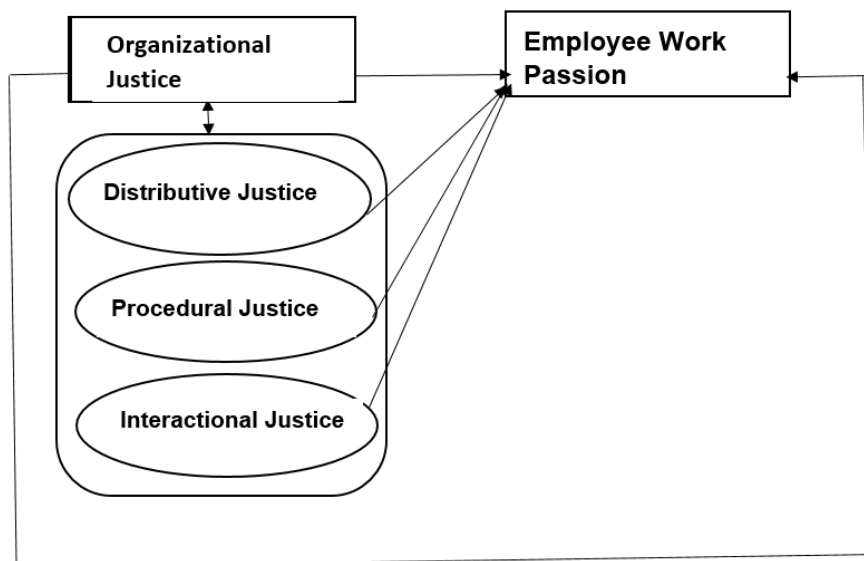 Organizational
Justice
Employee Work
Passion
Distributive Justice
Procedural Justice
Interactional Justice